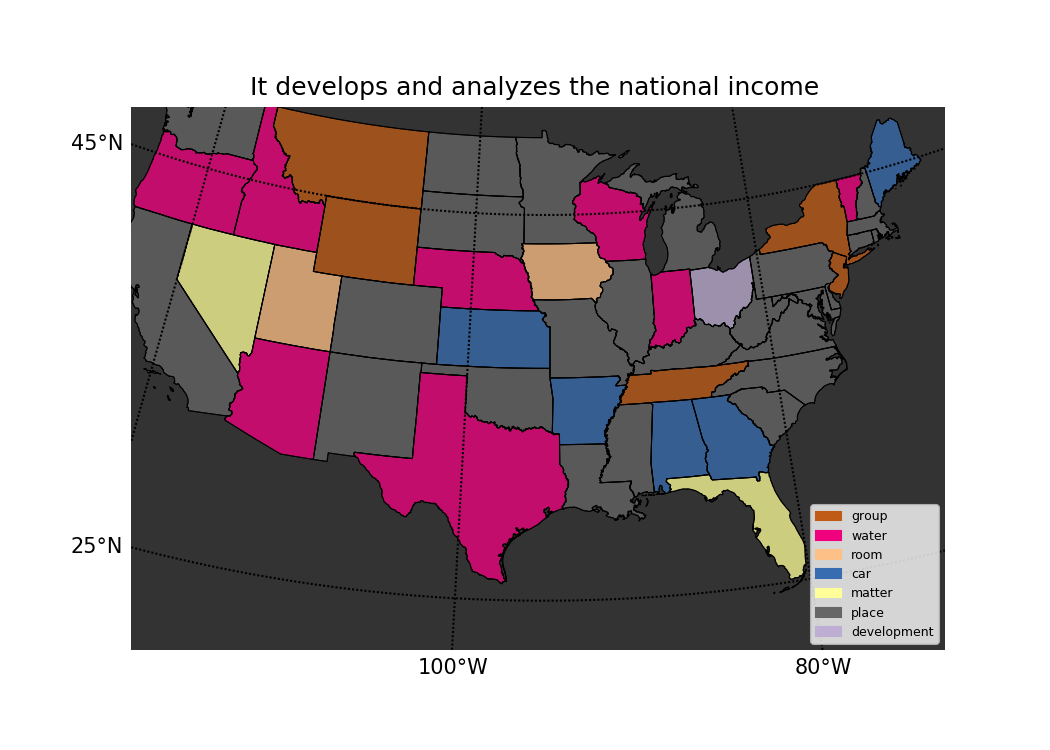 It develops and analyzes the national income
45°N
25°N
100°W
80°W
group
water
room
car
matter
place
development